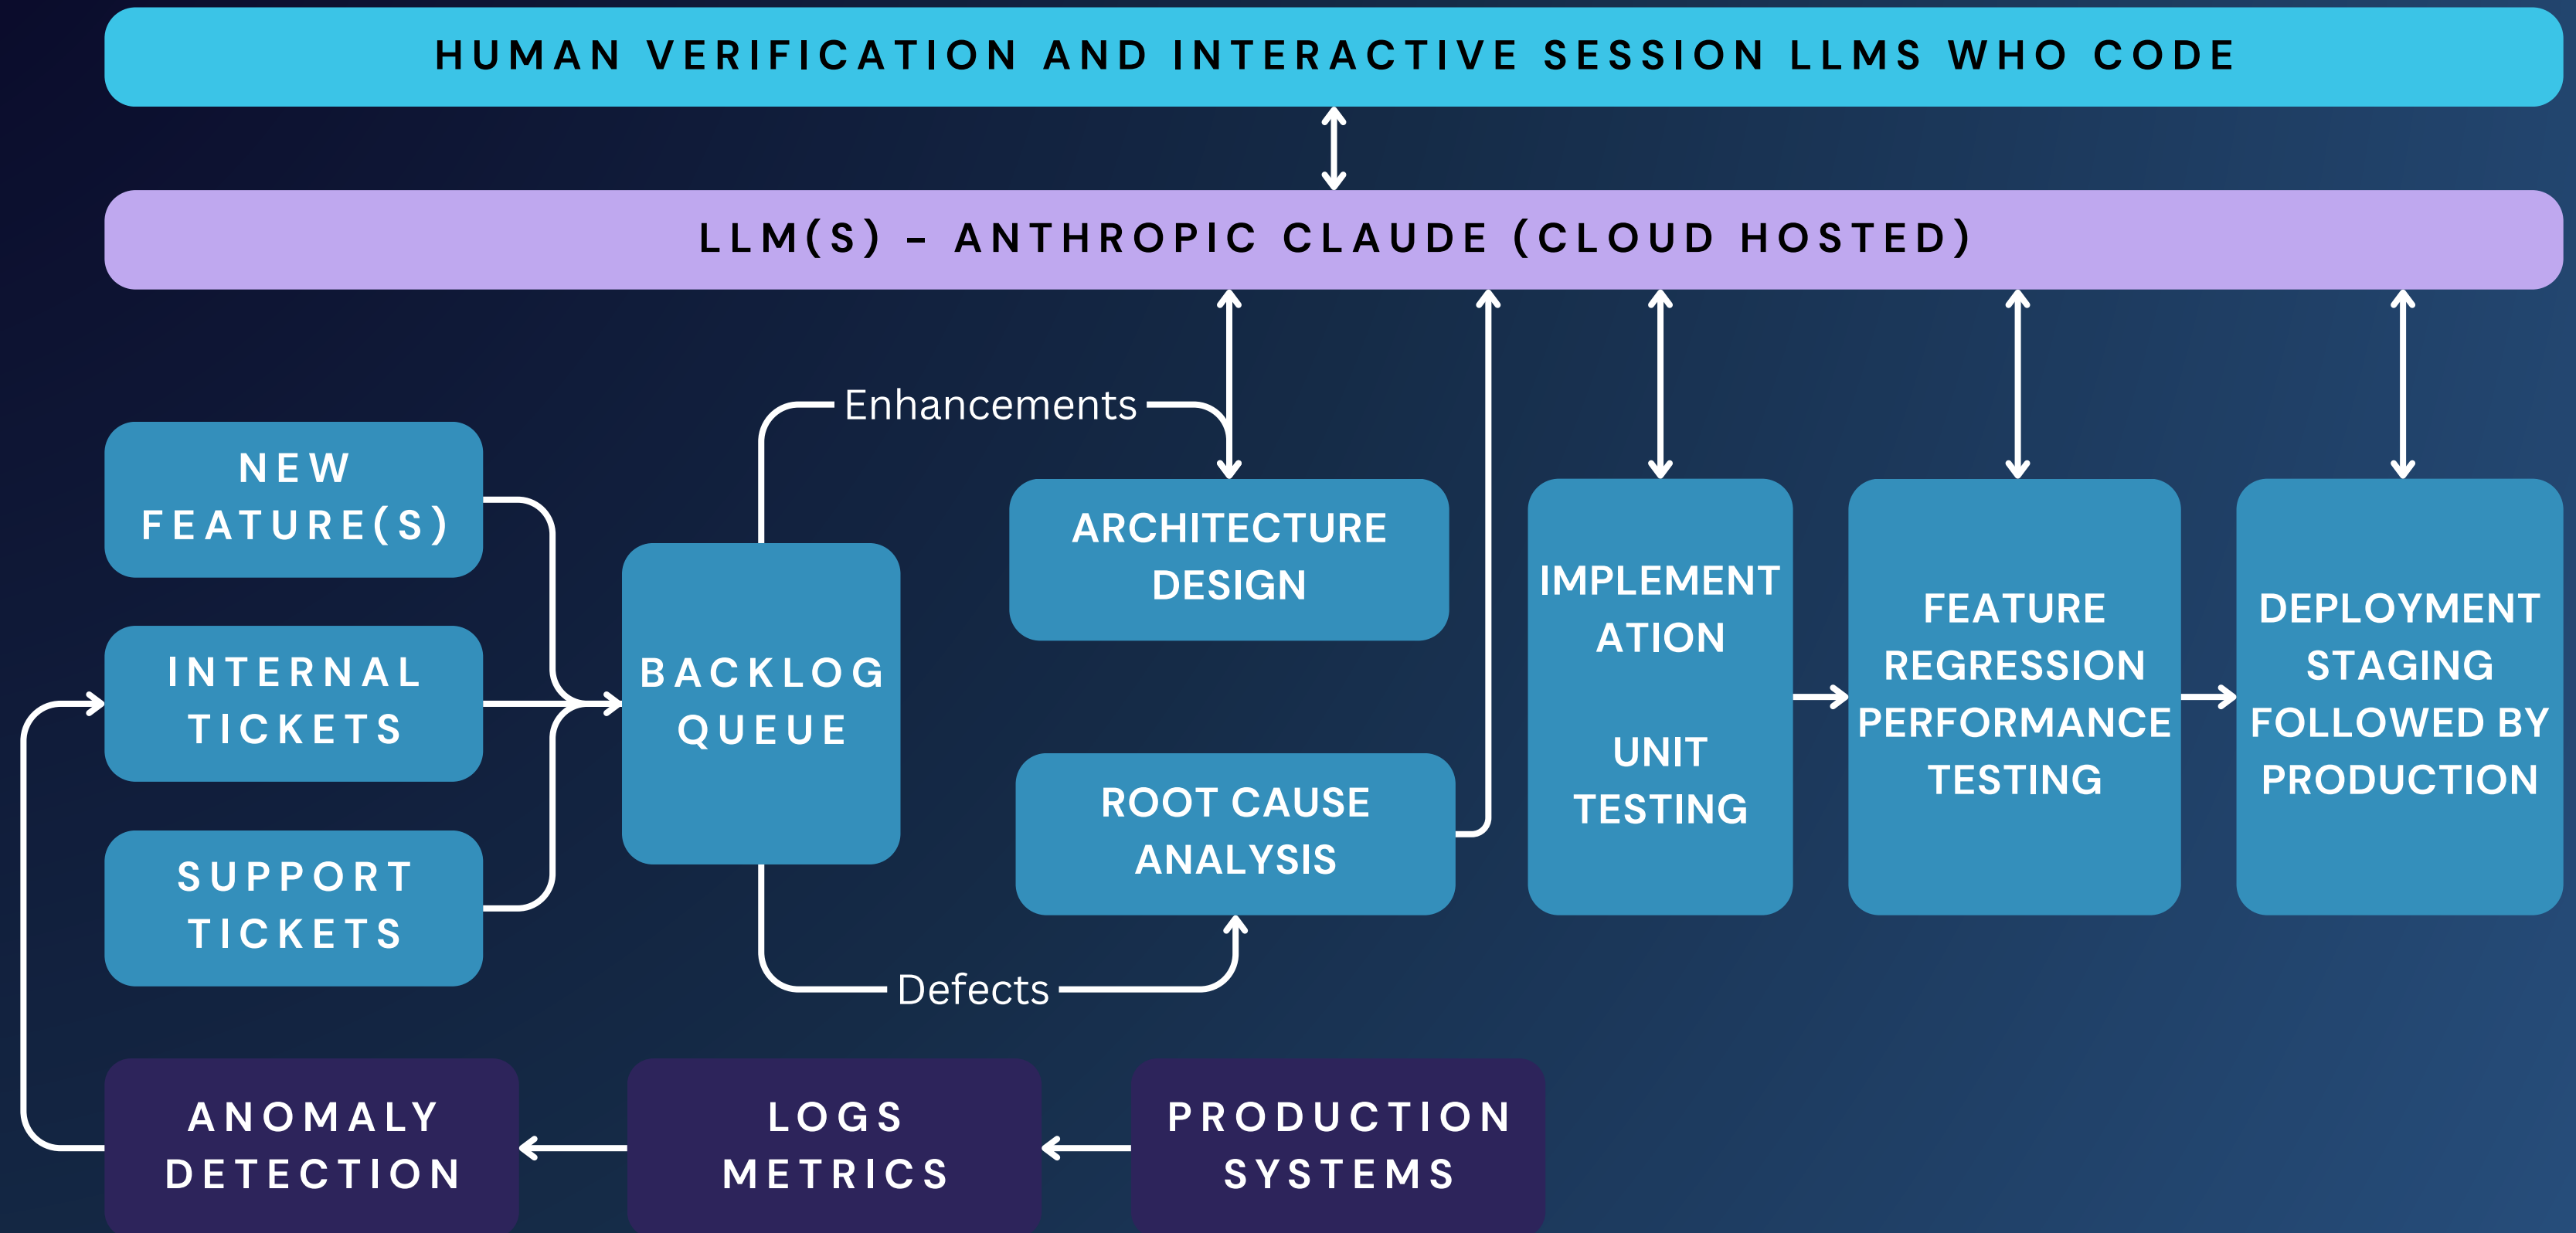 HUMAN VERIFICATION AND INTERACTIVE SESSION LLMS WHO CODE
LLM(S) - ANTHROPIC CLAUDE (CLOUD HOSTED)
Enhancements
NEW
FEATURE(S)
INTERNAL
TICKETS
SUPPORT
TICKETS
BACKLOG
QUEUE
ARCHITECTURE
DESIGN
ROOT CAUSE
ANALYSIS
Defects
IMPLEMENT
ATION
UNIT
TESTING
FEATURE
REGRESSION
PERFORMANCE
TESTING
DEPLOYMENT
STAGING
FOLLOWED BY
PRODUCTION
ANOMALY
DETECTION
LOGS
METRICS
PRODUCTION
SYSTEMS